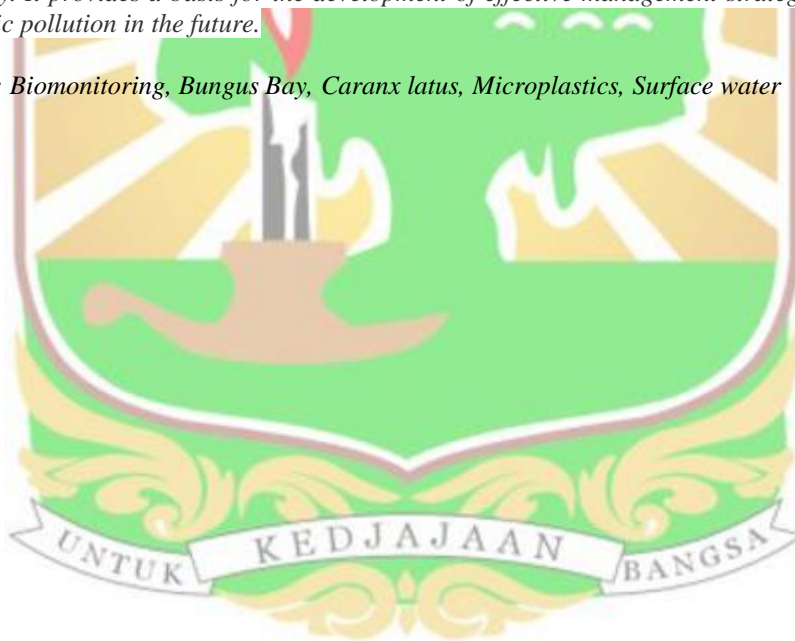 It provides a basis for the development of effective management
ic pollution in the future.
Biomonitoring, Bungus Bay, Caranx latus, Microplastics, Surface water
UNTUK KEDJAJAAN BANGSA